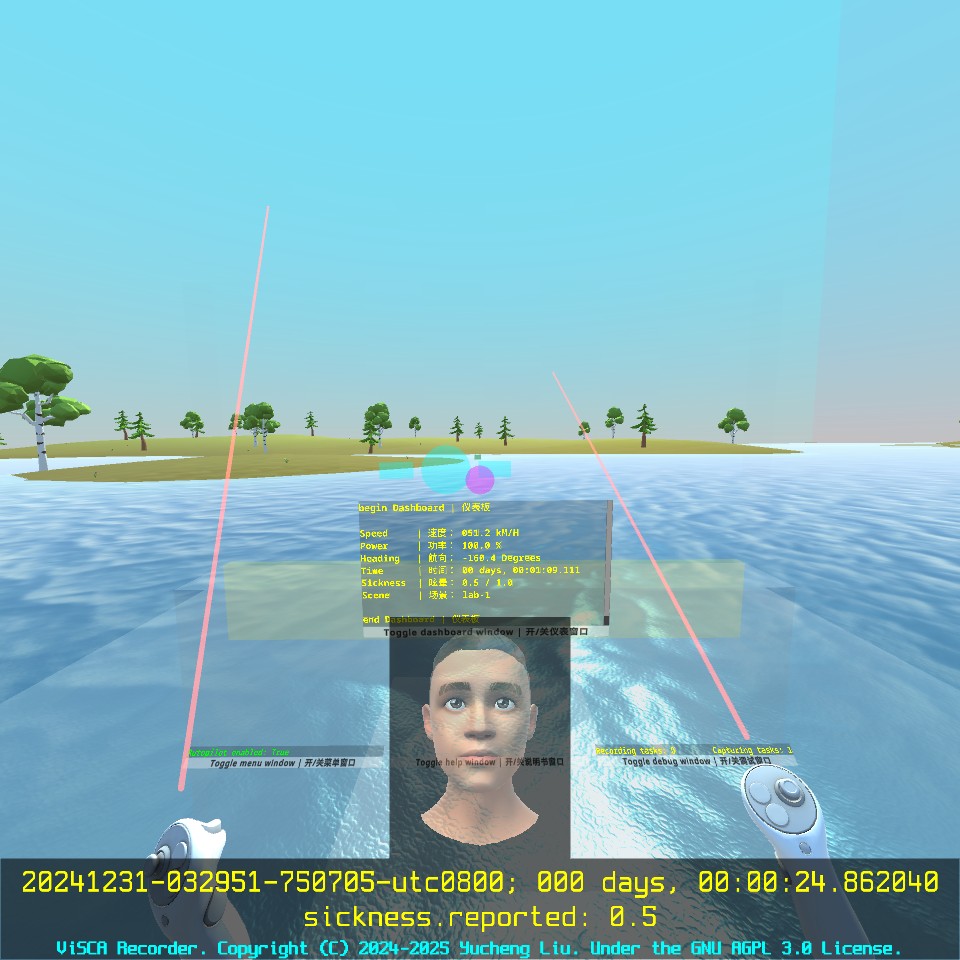 begin Dashboard | 仪表板
Speed | 速度： 051.2 kM/H
Power | 功率： 100.0 %
Heading | 航向： -160.4 Degrees
Time | 时间： 00 days, 00:01:09.111
Sickness | 晕： 0.5 / 1.0
Scene | 场景： lab-1
end Dashboard | 仪表板
Toggle dashboard window | 开/关仪表窗口
Autopilot enabled: True
Recording tasks: Capturing tasks: 1
Toggle menu window | 开/关菜单窗口
Toggle help window | 开/关说明书窗口
Toggle debug window | 开/关调试窗口
20241231-032951-750705-utc0800; 000 days, 00:00:24.862040
sickness.reported: 0.5
ViSCA Recorder. Copyright (C) 2024-2025 Yucheng Liu. Under the GNU AGPL 3.0 License.